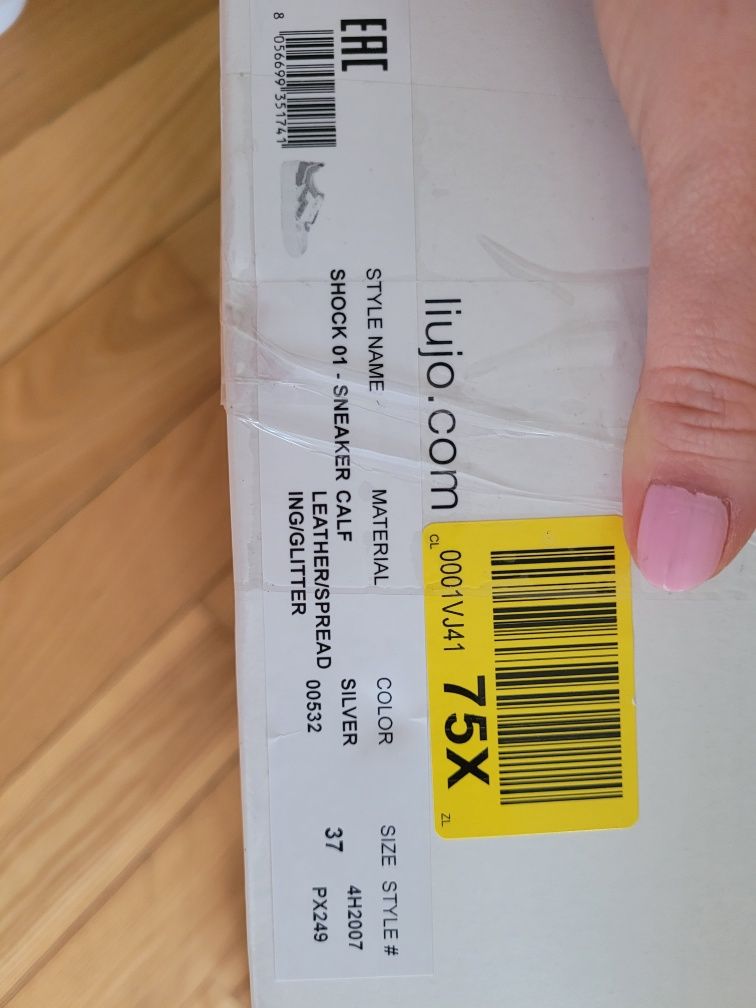 EAC
8 056699 351741
liujo.com
STYLE NAME
SHOCK 01 - SNEAKER
MATERIAL
CALF
LEATHER/SPREAD
ING/GLITTER
COLOR
SILVER
00532
SIZE
37
STYLE #
4H2007
PX249
CL
0001VJ41
75X
ZL